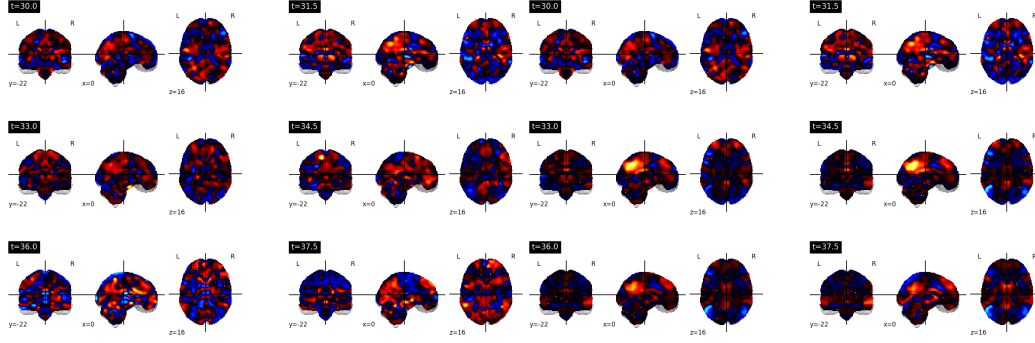 t=30.0
L R
y=-22 x=0
L R
z=16
t=31.5
L R
y=-22 x=0
L R
z=16
t=30.0
L R
y=-22 x=0
L R
z=16
t=31.5
L R
y=-22 x=0
L R
z=16
t=33.0
L R
y=-22 x=0
L R
z=16
t=34.5
L R
y=-22 x=0
L R
z=16
t=33.0
L R
y=-22 x=0
L R
z=16
t=34.5
L R
y=-22 x=0
L R
z=16
t=36.0
L R
y=-22 x=0
L R
z=16
t=37.5
L R
y=-22 x=0
L R
z=16
t=36.0
L R
y=-22 x=0
L R
z=16
t=37.5
L R
y=-22 x=0
L R
z=16